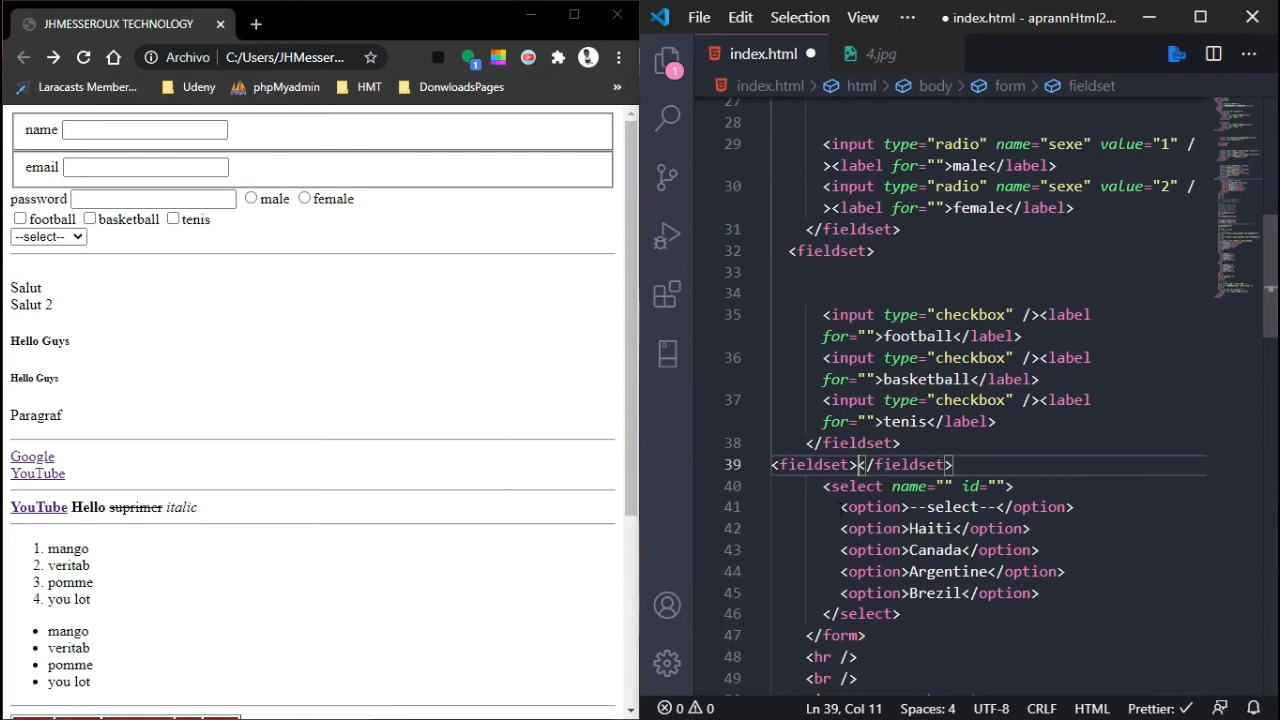 JHMESSEROUX TECHNOLOGY
Archivo
C:/Users/JHMesser...
1
Laracasts Member...
Udeny
phpMyadmin
HMT
DonwloadsPages
»
name
email
password
male
female
football
basketball
tenis
--select--
Salut
Salut 2
Hello Guys
Hello Guys
Paragraf
Google
YouTube
YouTube Hello suprimer italic
1. mango
2. veritab
3. pomme
4. you lot
• mango
• veritab
• pomme
• you lot
File Edit Selection View ··· ● index.html - aprannHtml2...
1
index.html ●
4.jpg
index.html > html > body > form > fieldset
27
28
29 <input type="radio" name="sexe" value="1" /
><label for="">male</label>
30 <input type="radio" name="sexe" value="2" /
><label for="">female</label>
31 </fieldset>
32 <fieldset>
33
34
35 <input type="checkbox" /><label
for="">football</label>
36 <input type="checkbox" /><label
for="">basketball</label>
37 <input type="checkbox" /><label
for="">tenis</label>
38 </fieldset>
39 <fieldset></fieldset>
40 <select name="" id="">
41 <option>--select--</option>
42 <option>Haiti</option>
43 <option>Canada</option>
44 <option>Argentine</option>
45 <option>Brezil</option>
46 </select>
47 </form>
48 <hr />
49 <br />
0 0
Ln 39, Col 11
Spaces: 4
UTF-8
CRLF
HTML
Prettier: ✓